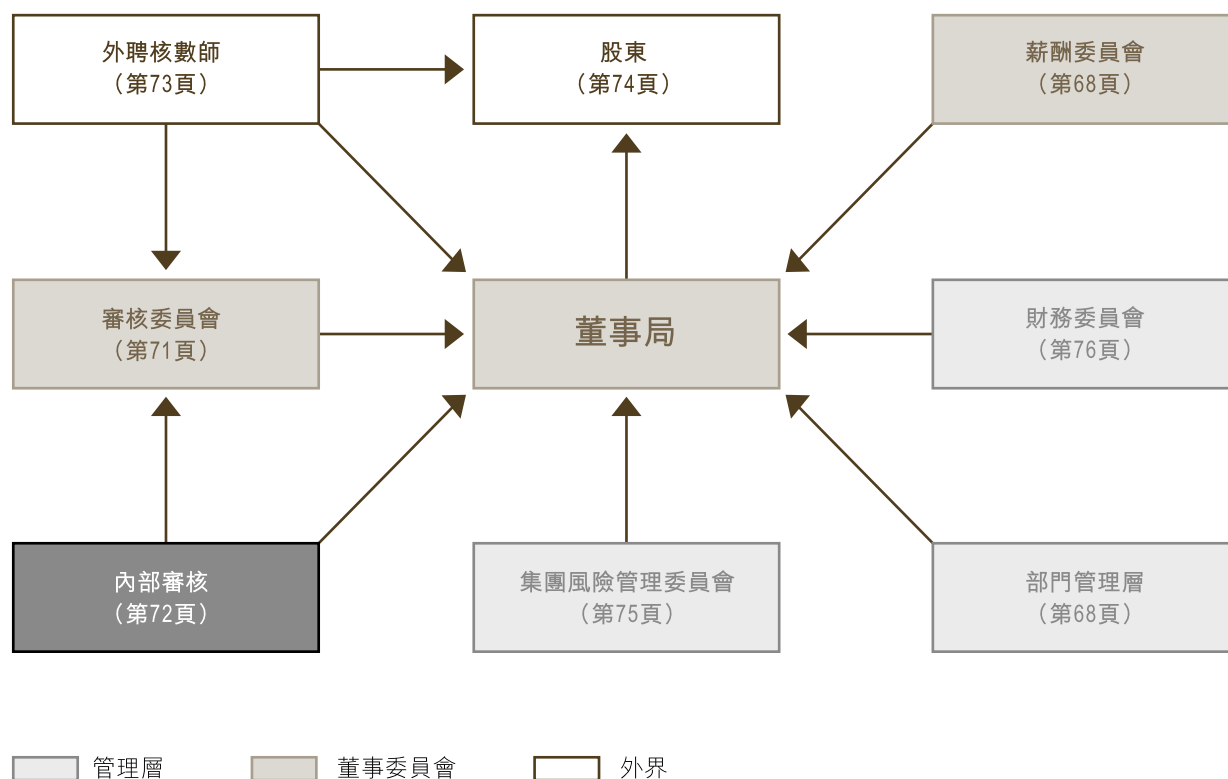 外聘核數師
（第73頁）
股東
（第74頁）
薪酬委員會
（第68頁）
審核委員會
（第71頁）
董事局
財務委員會
（第76頁）
內部審核
（第72頁）
集團風險管理委員會
（第75頁）
部門管理層
（第68頁）
管理層
董事委員會
外界